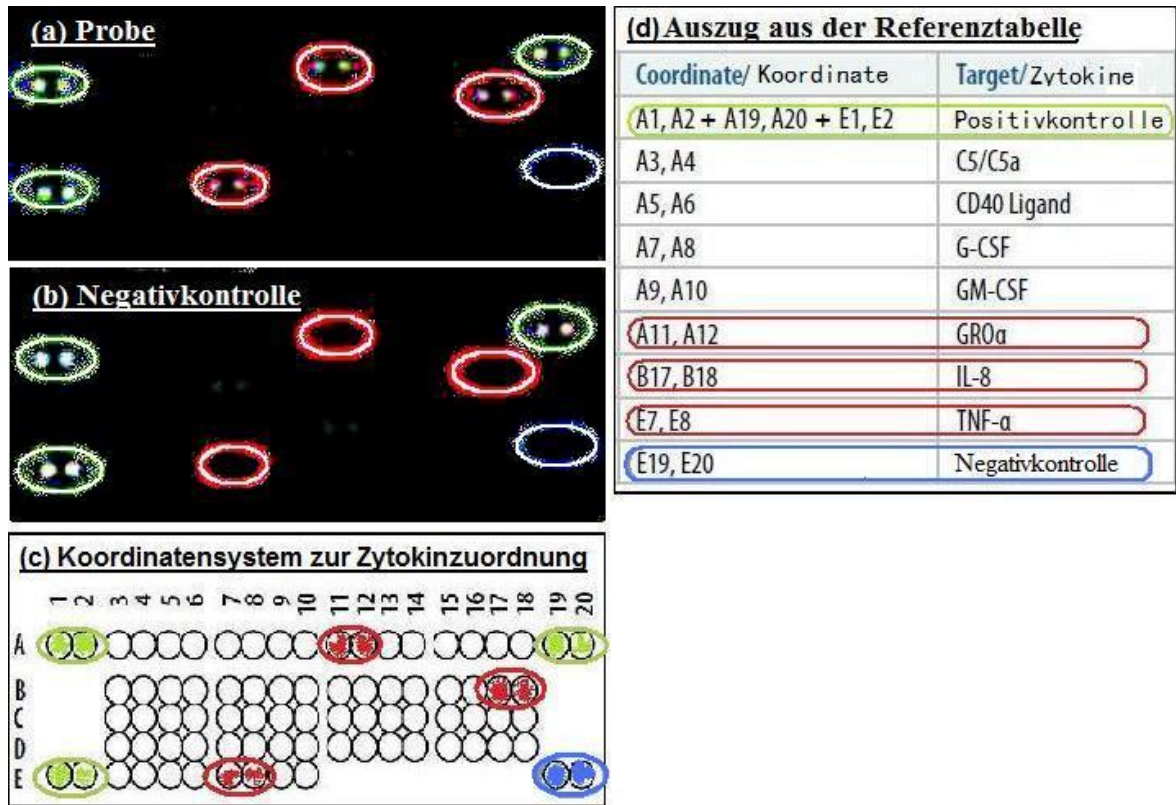 (a) Probe
(b) Negativkontrolle
(c) Koordinatensystem zur Zytokinzuordnung
1 2 3 4 5 6 7 8 9 10 11 12 13 14 15 16 17 18 19 20
A
B
C
D
E
(d) Auszug aus der Referenztabelle
Coordinate/ Koordinate Target/Zytokine
A1, A2 + A19, A20 + E1, E2 Positivkontrolle
A3, A4 C5/C5a
A5, A6 CD40 Ligand
A7, A8 G-CSF
A9, A10 GM-CSF
A11, A12 GROα
B17, B18 IL-8
E7, E8 TNF-α
E19, E20 Negativkontrolle